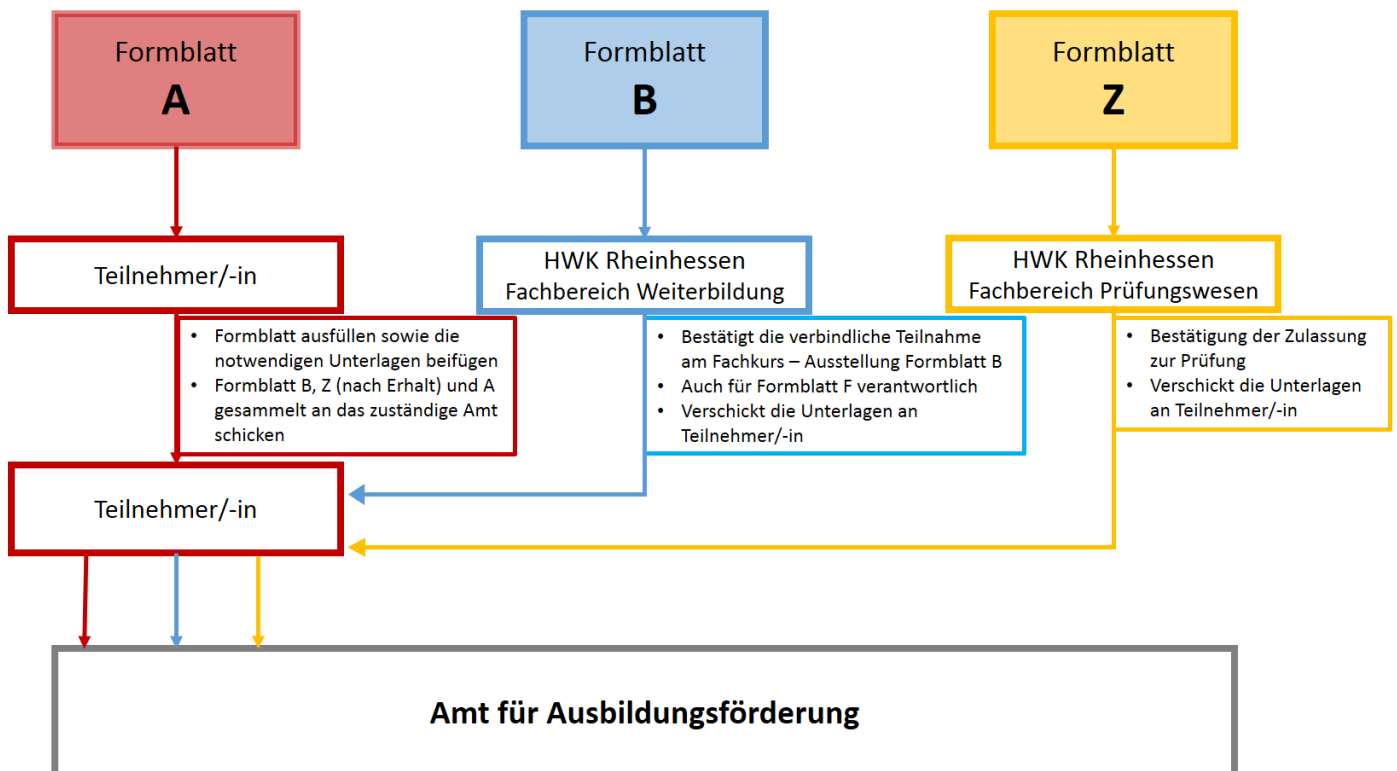 Formblatt
A
Formblatt
B
Formblatt
Z
Teilnehmer/-in
HWK Rheinhessen
Fachbereich Weiterbildung
HWK Rheinhessen
Fachbereich Prüfungswesen
• Formblatt ausfüllen sowie die
notwendigen Unterlagen beifügen
• Formblatt B, Z (nach Erhalt) und A
gesammelt an das zuständige Amt
schicken
• Bestätigt die verbindliche Teilnahme
am Fachkurs – Ausstellung Formblatt B
• Auch für Formblatt F verantwortlich
• Verschickt die Unterlagen an
Teilnehmer/-in
• Bestätigung der Zulassung
zur Prüfung
• Verschickt die Unterlagen
an Teilnehmer/-in
Teilnehmer/-in
Amt für Ausbildungsförderung